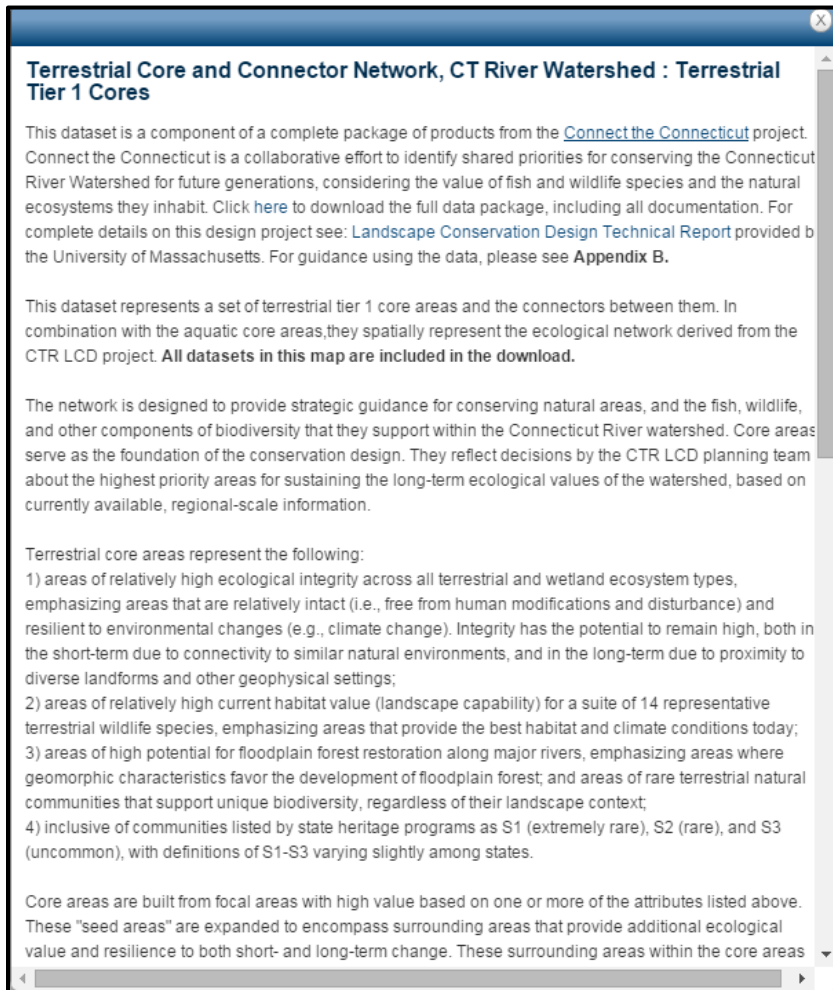 X
Terrestrial Core and Connector Network, CT River Watershed : Terrestrial
Tier 1 Cores
This dataset is a component of a complete package of products from the Connect the Connecticut project.
Connect the Connecticut is a collaborative effort to identify shared priorities for conserving the Connecticut
River Watershed for future generations, considering the value of fish and wildlife species and the natural
ecosystems they inhabit. Click here to download the full data package, including all documentation. For
complete details on this design project see: Landscape Conservation Design Technical Report provided b
the University of Massachusetts. For guidance using the data, please see Appendix B.
This dataset represents a set of terrestrial tier 1 core areas and the connectors between them. In
combination with the aquatic core areas,they spatially represent the ecological network derived from the
CTR LCD project. All datasets in this map are included in the download.
The network is designed to provide strategic guidance for conserving natural areas, and the fish, wildlife,
and other components of biodiversity that they support within the Connecticut River watershed. Core areas
serve as the foundation of the conservation design. They reflect decisions by the CTR LCD planning team
about the highest priority areas for sustaining the long-term ecological values of the watershed, based on
currently available, regional-scale information.
Terrestrial core areas represent the following:
1) areas of relatively high ecological integrity across all terrestrial and wetland ecosystem types,
emphasizing areas that are relatively intact (i.e., free from human modifications and disturbance) and
resilient to environmental changes (e.g., climate change). Integrity has the potential to remain high, both in
the short-term due to connectivity to similar natural environments, and in the long-term due to proximity to
diverse landforms and other geophysical settings;
2) areas of relatively high current habitat value (landscape capability) for a suite of 14 representative
terrestrial wildlife species, emphasizing areas that provide the best habitat and climate conditions today;
3) areas of high potential for floodplain forest restoration along major rivers, emphasizing areas where
geomorphic characteristics favor the development of floodplain forest; and areas of rare terrestrial natural
communities that support unique biodiversity, regardless of their landscape context;
4) inclusive of communities listed by state heritage programs as S1 (extremely rare), S2 (rare), and S3
(uncommon), with definitions of S1-S3 varying slightly among states.
Core areas are built from focal areas with high value based on one or more of the attributes listed above.
These "seed areas" are expanded to encompass surrounding areas that provide additional ecological
value and resilience to both short- and long-term change. These surrounding areas within the core areas